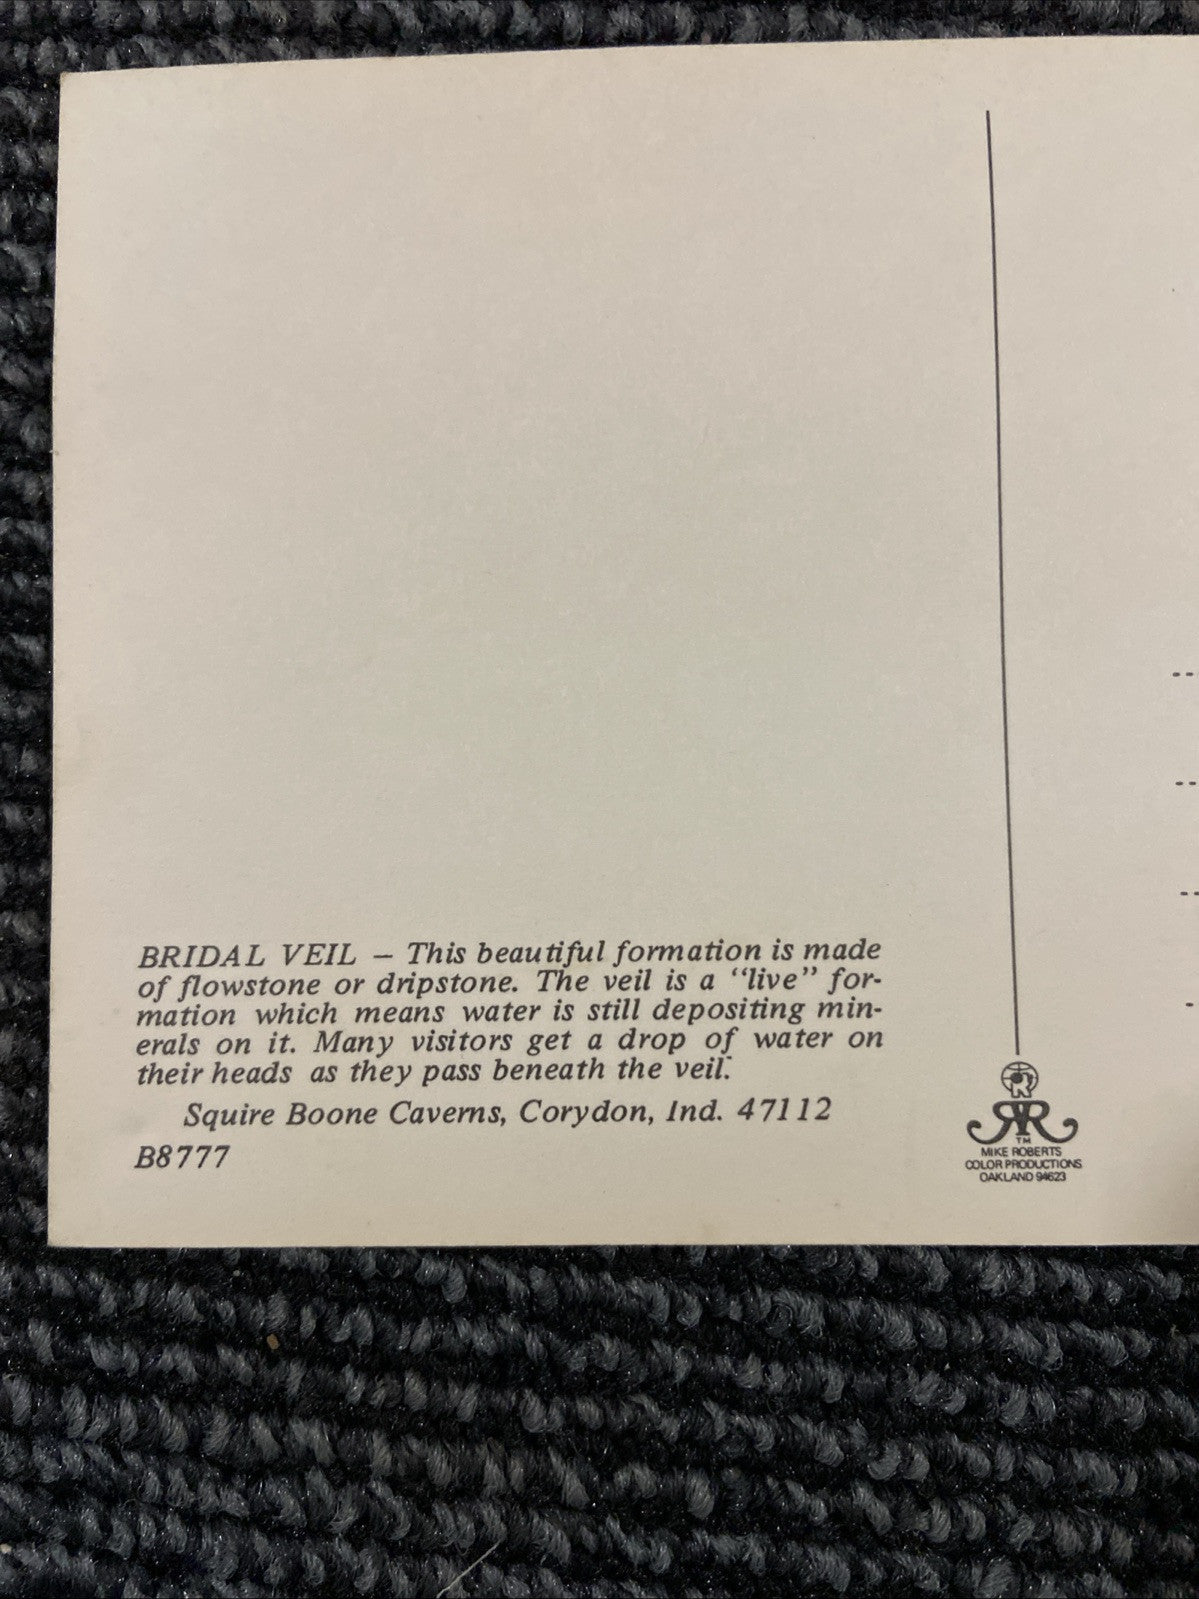 BRIDAL VEIL – This beautiful formation is made
of flowstone or dripstone. The veil is a "live" for-
mation which means water is still depositing min-
erals on it. Many visitors get a drop of water on
their heads as they pass beneath the veil.
Squire Boone Caverns, Corydon, Ind. 47112
B8777
RR
TM
MIKE ROBERTS
COLOR PRODUCTIONS
OAKLAND 94623